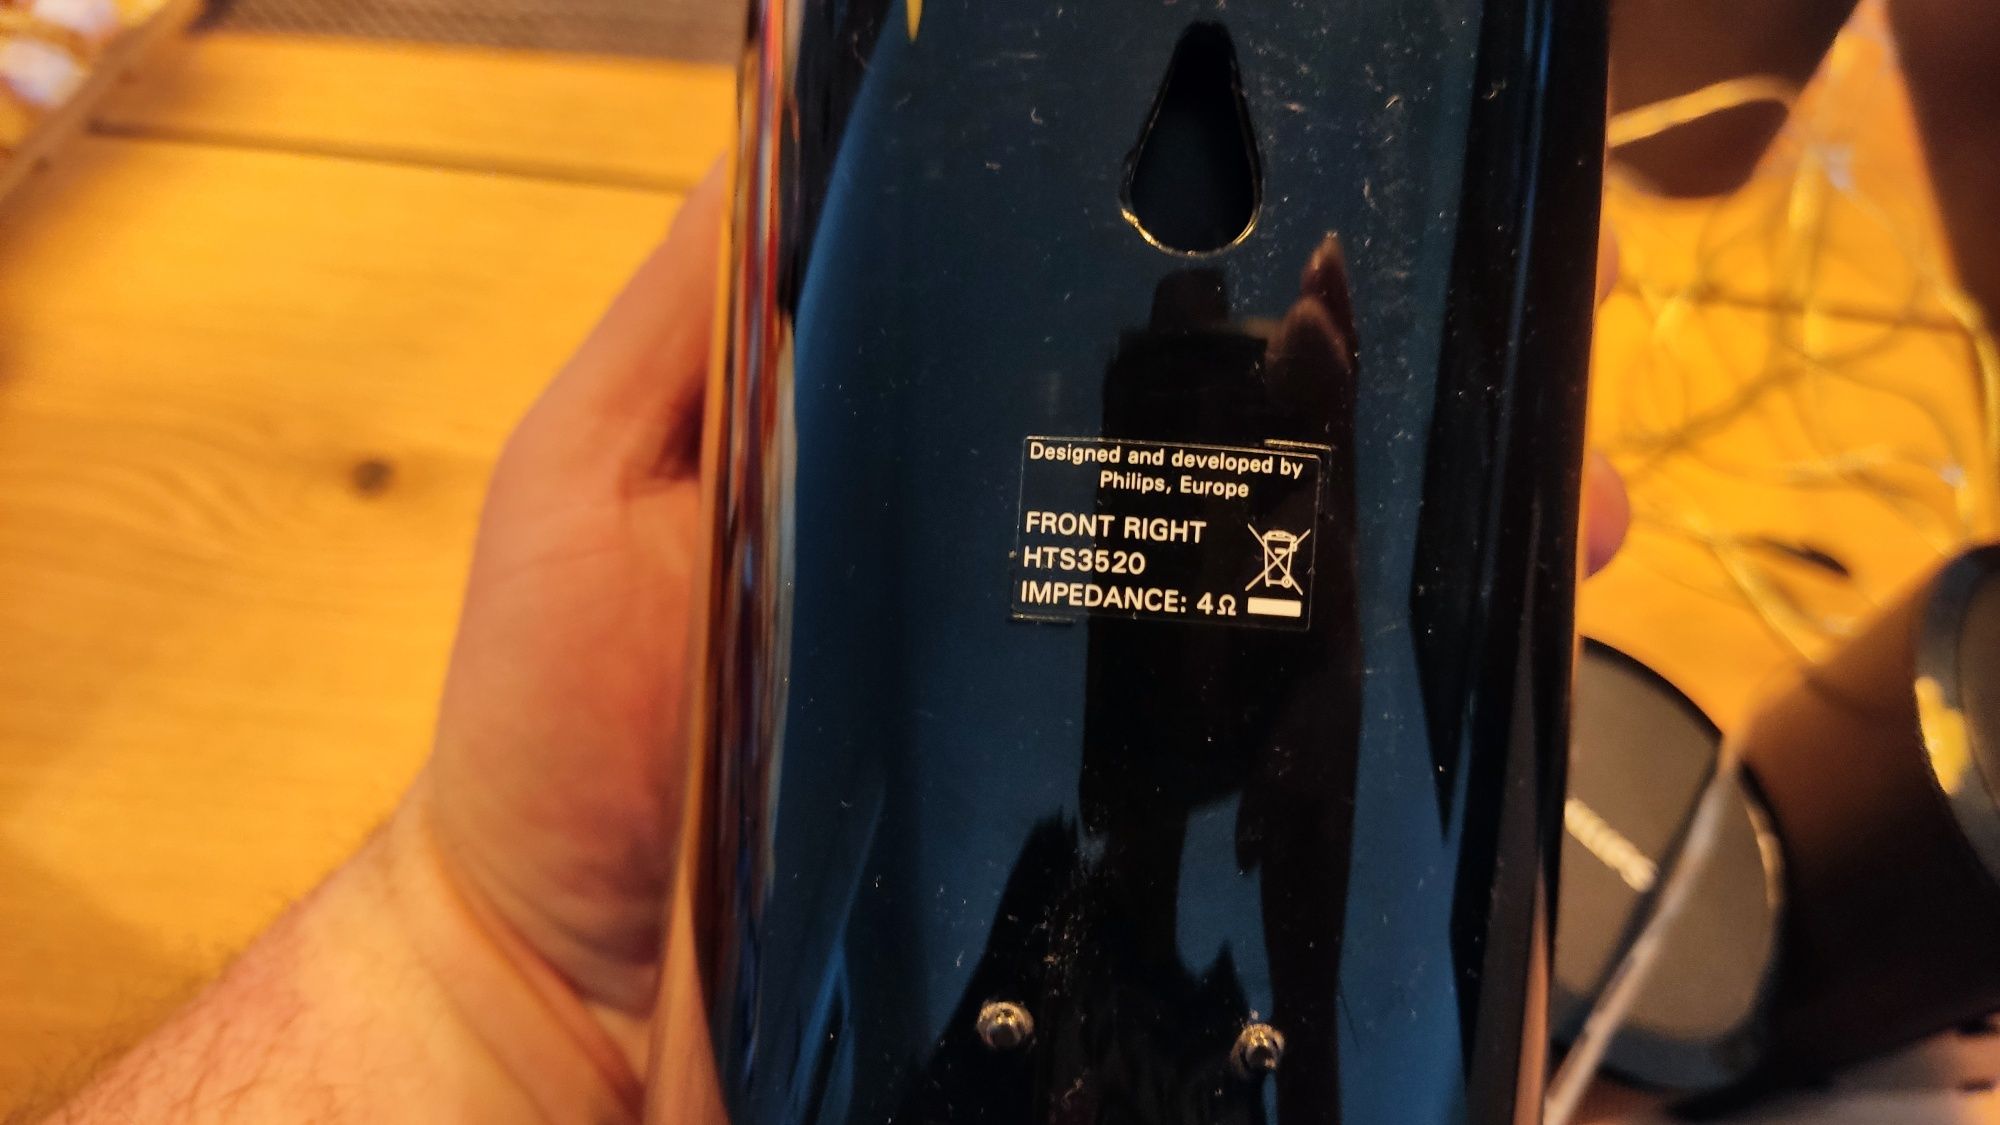 Designed and developed by
Philips, Europe
FRONT RIGHT
HTS3520
IMPEDANCE: 4Ω